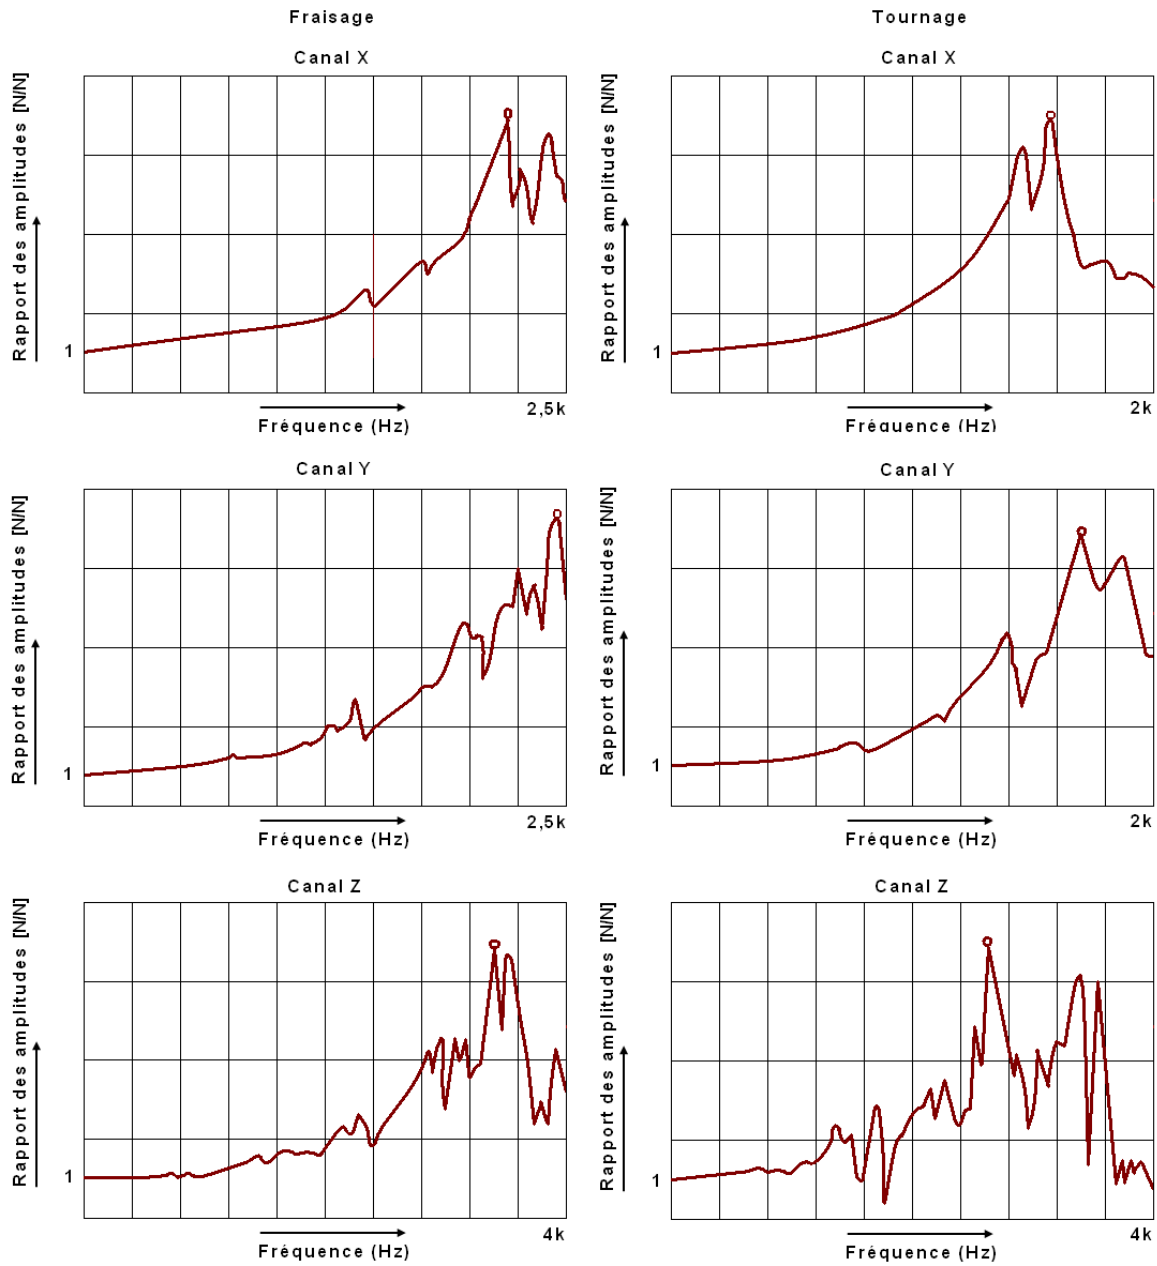 Fraisage
Tournage
Canal X
Canal X
Rapport des amplitudes [N/N]
1
2,5k
Fréquence (Hz)
Rapport des amplitudes [N/N]
1
2k
Fréquence (Hz)
Canal Y
Canal Y
Rapport des amplitudes [N/N]
1
2,5k
Fréquence (Hz)
Rapport des amplitudes [N/N]
1
2k
Fréquence (Hz)
Canal Z
Canal Z
Rapport des amplitudes [N/N]
1
4k
Fréquence (Hz)
Rapport des amplitudes [N/N]
1
4k
Fréquence (Hz)